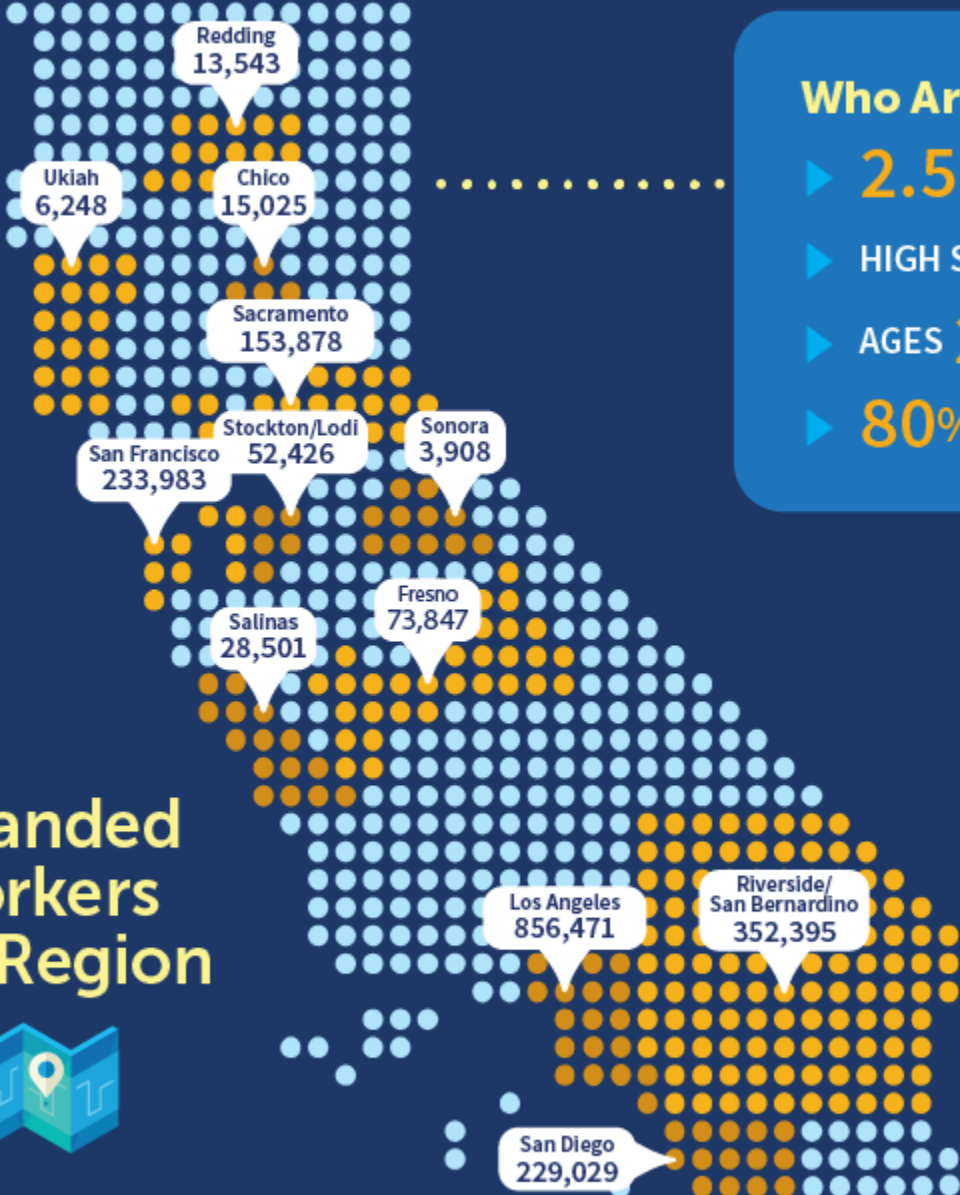 Redding
13,543
Ukiah
6,248
Chico
15,025
Sacramento
153,878
Stockton/Lodi
52,426
Sonora
3,908
San Francisco
233,983
Fresno
73,847
Salinas
28,501
Los Angeles
856,471
Riverside/
San Bernardino
352,395
San Diego
229,029
Who Ar
2.5
HIGH S
AGES
80%
anded
orkers
Region